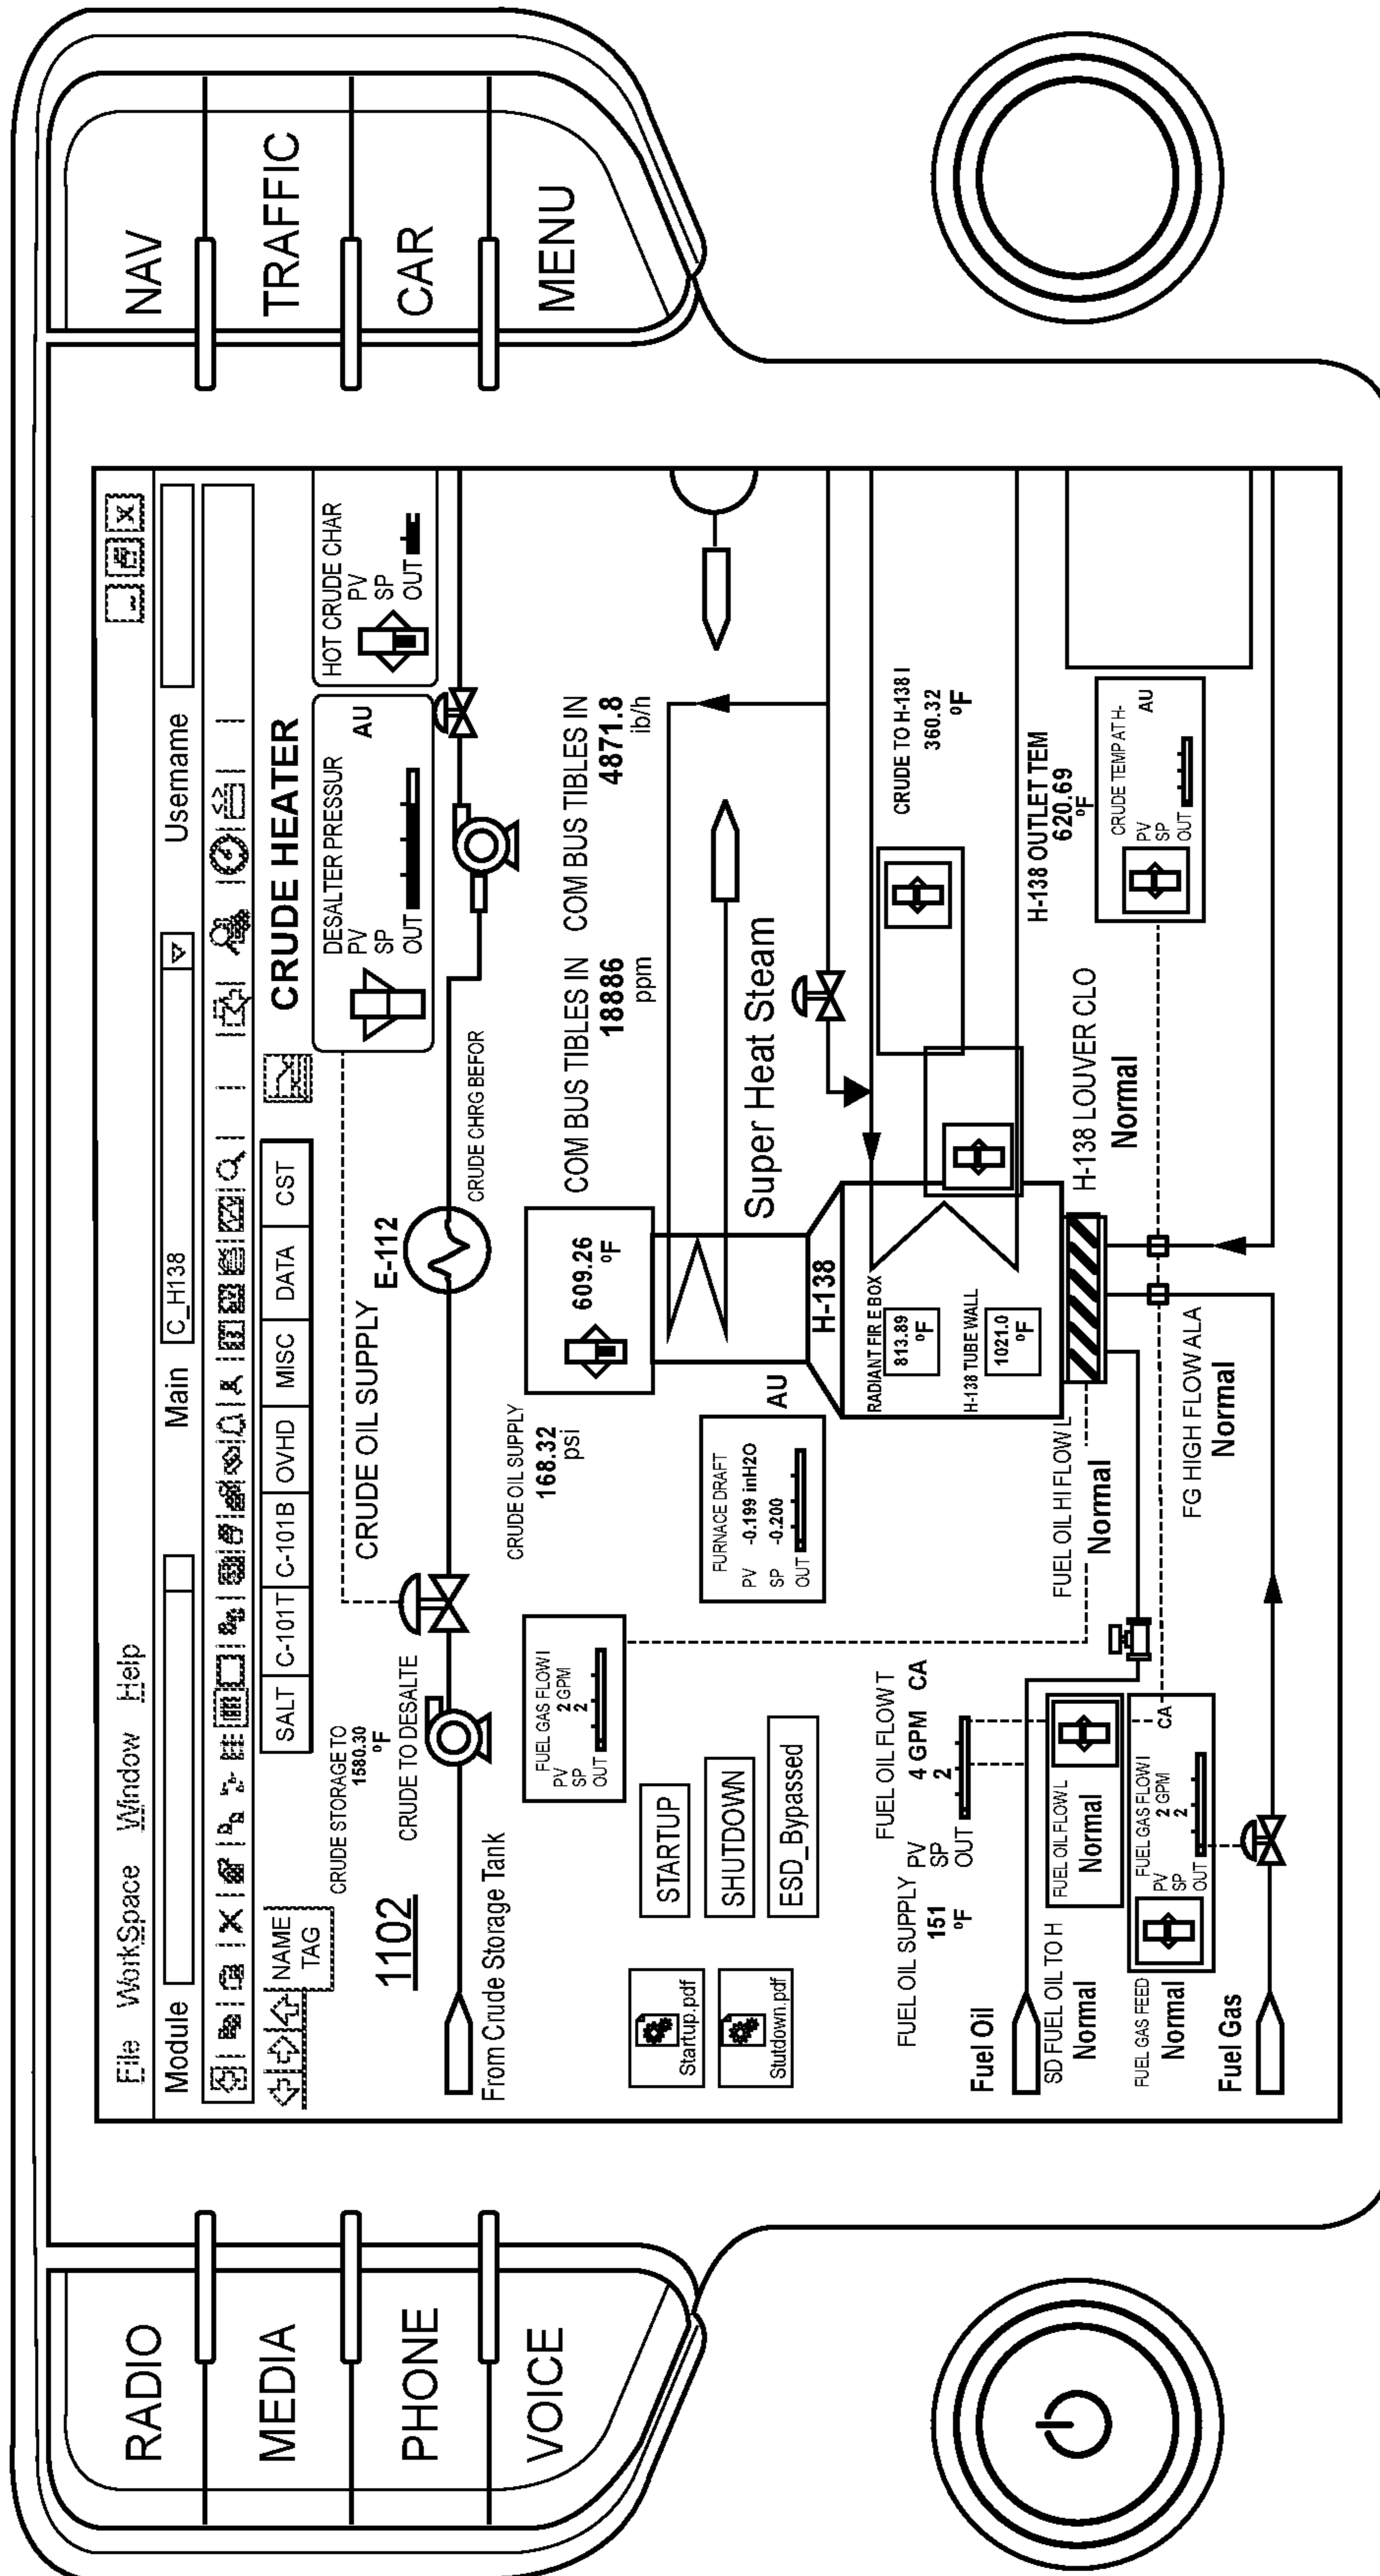 RADIO
MEDIA
PHONE
VOICE
NAV
TRAFFIC
CAR
MENU
File WorkSpace Window Help
Module
Main
C_H138
Username
NAME
TAG
SALT
C-101T
C-101B
OVHD
MISC
DATA
CST
CRUDE HEATER
CRUDE STORAGE TO
1580.30
ºF
CRUDE TO DESALTE
CRUDE OIL SUPPLY
E-112
DESALTER PRESSUR
PV
SP
OUT
AU
HOT CRUDE CHAR
PV
SP
OUT
1102
From Crude Storage Tank
CRUDE CHRG BEFOR
CRUDE OIL SUPPLY
168.32
psi
609.26
ºF
COM BUS TIBLES IN
18886
ppm
COM BUS TIBLES IN
4871.8
ib/h
FUEL GAS FLOW I
PV 2 GPM
SP 2
OUT
Startup.pdf
Stutdown.pdf
STARTUP
SHUTDOWN
ESD_Bypassed
FURNACE DRAFT
PV -0.199 inH2O
SP -0.200
OUT
AU
Super Heat Steam
H-138
RADIANT FIR E BOX
813.89
ºF
H-138 TUBE WALL
1021.0
ºF
CRUDE TO H-138 I
360.32
ºF
H-138 OUTLET TEM
620.69
ºF
FUEL OIL SUPPLY
151
ºF
FUEL OIL FLOW T
PV 4 GPM CA
SP 2
OUT
Fuel Oil
SD FUEL OIL TO H
Normal
FUEL OIL FLOW L
Normal
FUEL OIL HI FLOW L
Normal
H-138 LOUVER CLO
Normal
CRUDE TEMP AT H-
PV
SP
OUT
AU
FUEL GAS FEED
Normal
FUEL GAS FLOW I
PV 2 GPM
SP 2
OUT
CA
FG HIGH FLOW ALA
Normal
Fuel Gas